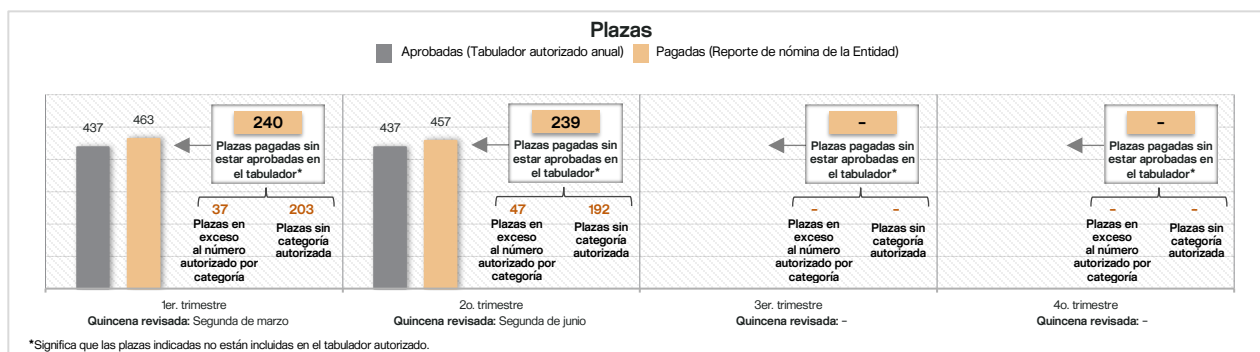 Plazas
Aprobadas (Tabulador autorizado anual) Pagadas (Reporte de nómina de la Entidad)
437
463
240
Plazas pagadas sin
estar aprobadas en
el tabulador*
37
Plazas en
exceso
al número
autorizado por
categoría
203
Plazas sin
categoría
autorizada
1er. trimestre
Quincena revisada: Segunda de marzo
437
457
239
Plazas pagadas sin
estar aprobadas en
el tabulador*
47
Plazas en
exceso
al número
autorizado por
categoría
192
Plazas sin
categoría
autorizada
2o. trimestre
Quincena revisada: Segunda de junio
-
Plazas pagadas sin
estar aprobadas en
el tabulador*
-
Plazas en
exceso
al número
autorizado por
categoría
-
Plazas sin
categoría
autorizada
3er. trimestre
Quincena revisada: -
-
Plazas pagadas sin
estar aprobadas en
el tabulador*
-
Plazas en
exceso
al número
autorizado por
categoría
-
Plazas sin
categoría
autorizada
4o. trimestre
Quincena revisada: -
*Significa que las plazas indicadas no están incluidas en el tabulador autorizado.